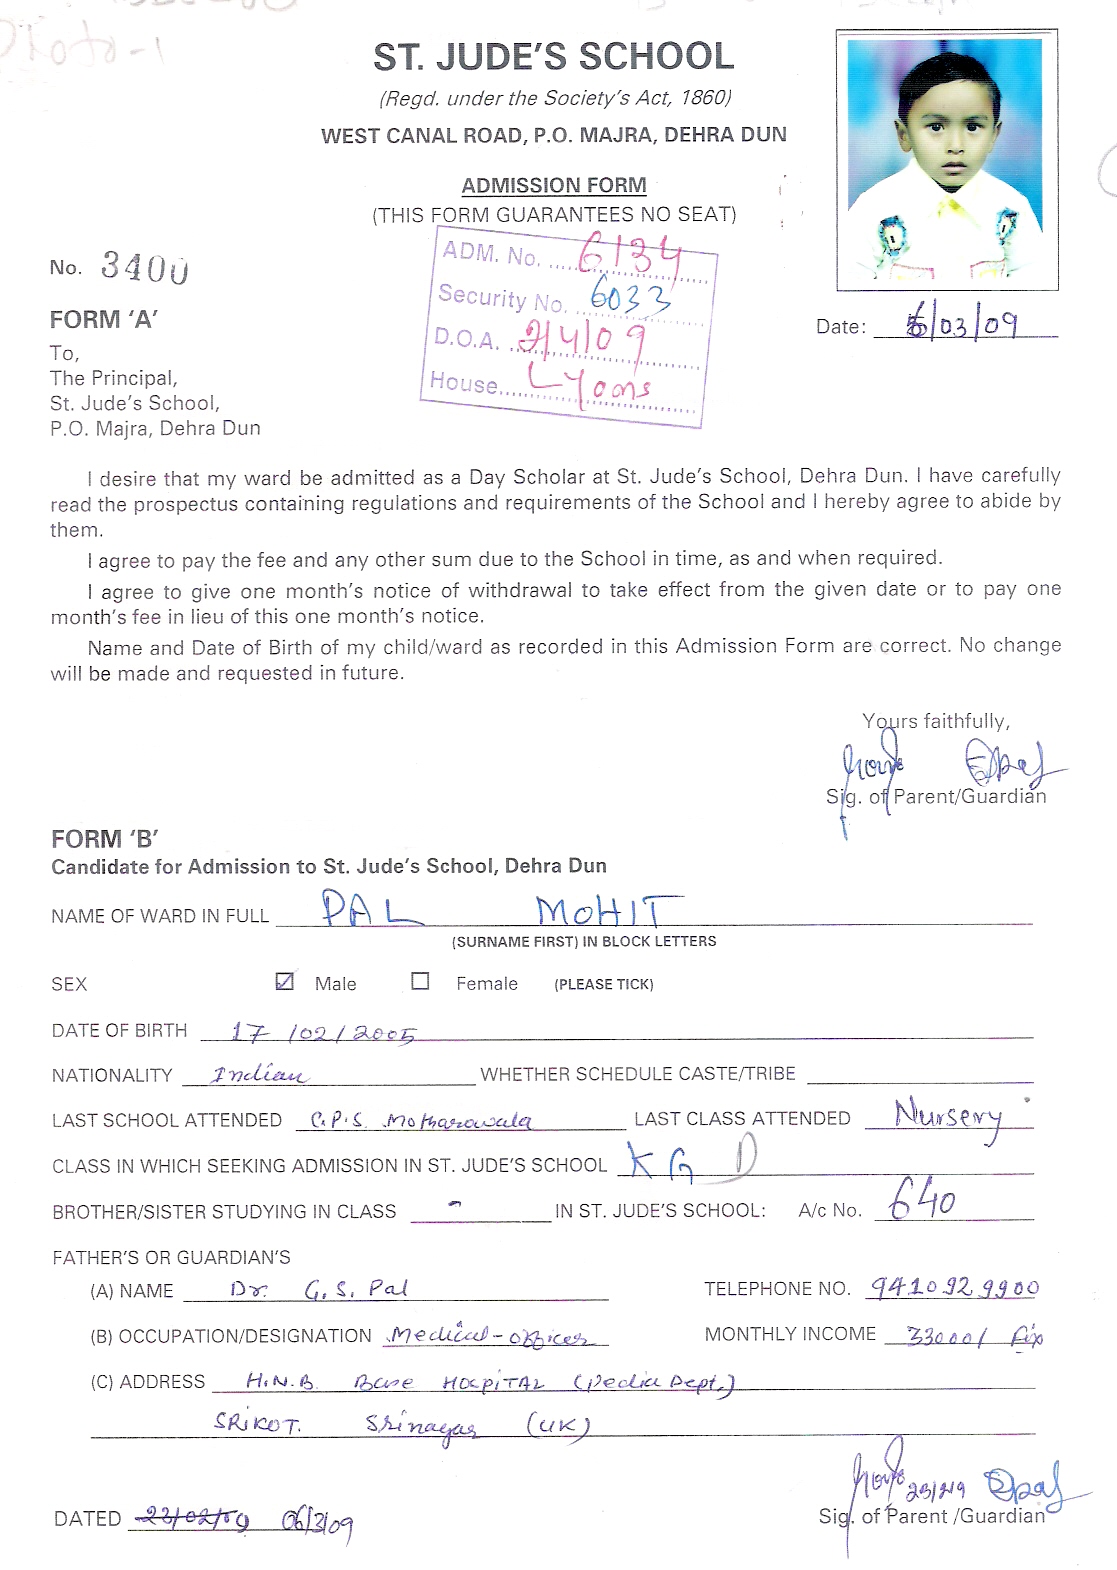 ST. JUDE'S SCHOOL
(Regd. under the Society's Act, 1860)
WEST CANAL ROAD, P.O. MAJRA, DEHRA DUN
ADMISSION FORM
(THIS FORM GUARANTEES NO SEAT)
ADM. No. 6134
Security No. 6033
D.O.A. 2/4/09
House Lyons
No. 3400
Date: 6/03/09
FORM 'A'
To,
The Principal,
St. Jude's School,
P.O. Majra, Dehra Dun
I desire that my ward be admitted as a Day Scholar at St. Jude's School, Dehra Dun. I have carefully
read the prospectus containing regulations and requirements of the School and I hereby agree to abide by
them.
I agree to pay the fee and any other sum due to the School in time, as and when required.
I agree to give one month's notice of withdrawal to take effect from the given date or to pay one
month's fee in lieu of this one month's notice.
Name and Date of Birth of my child/ward as recorded in this Admission Form are correct. No change
will be made and requested in future.
Yours faithfully,
Sig. of Parent/Guardian
FORM 'B'
Candidate for Admission to St. Jude's School, Dehra Dun
NAME OF WARD IN FULL PAL MOHIT
(SURNAME FIRST) IN BLOCK LETTERS
SEX Male Female (PLEASE TICK)
DATE OF BIRTH 17/02/2005
NATIONALITY Indian WHETHER SCHEDULE CASTE/TRIBE
LAST SCHOOL ATTENDED C.P.S. Motharowala LAST CLASS ATTENDED Nursery
CLASS IN WHICH SEEKING ADMISSION IN ST. JUDE'S SCHOOL KG D
BROTHER/SISTER STUDYING IN CLASS - IN ST. JUDE'S SCHOOL: A/c No. 640
FATHER'S OR GUARDIAN'S
(A) NAME Dr. G.S. Pal TELEPHONE NO. 9410929900
(B) OCCUPATION/DESIGNATION Medical-officer MONTHLY INCOME 33000/ fix
(C) ADDRESS H.N.B. Base HOSPITAL (Pedia Dept.)
SRIKOT. Srinagar (UK)
DATED 23/02/09 06/3/09
23/2/09
Sig. of Parent /Guardian